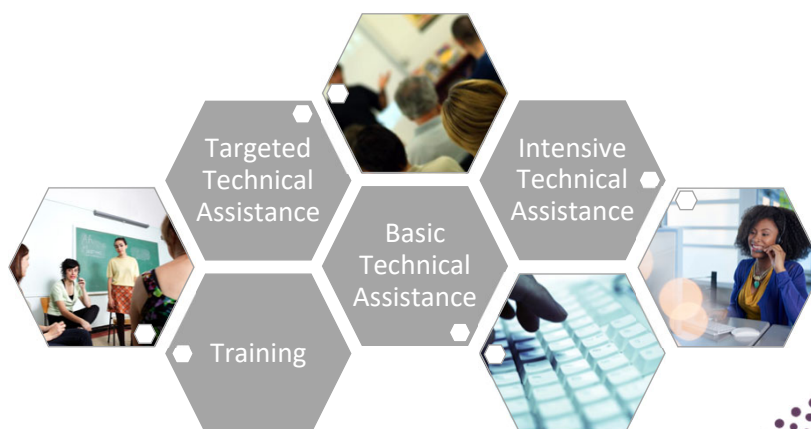 Targeted
Technical
Assistance
Intensive
Technical
Assistance
Basic
Technical
Assistance
Training